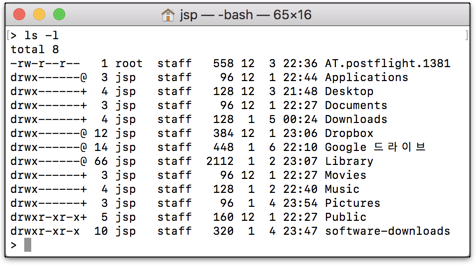 jsp — -bash — 65×16
> ls -l
total 8
-rw-r--r--   1 root  staff   558 12  3 22:36 AT.postflight.1381
drwx------@  3 jsp   staff    96 12  1 22:44 Applications
drwx------+  4 jsp   staff   128 12  3 21:48 Desktop
drwx------+  3 jsp   staff    96 12  1 22:27 Documents
drwx------+  4 jsp   staff   128  1  5 00:24 Downloads
drwx------@ 12 jsp   staff   384 12  1 23:06 Dropbox
drwx------@ 14 jsp   staff   448  1  6 22:10 Google 드라이브
drwx------@ 66 jsp   staff  2112  1  2 23:07 Library
drwx------+  3 jsp   staff    96 12  1 22:27 Movies
drwx------+  4 jsp   staff   128  1  2 22:40 Music
drwx------+  3 jsp   staff    96  1  4 23:54 Pictures
drwxr-xr-x+  5 jsp   staff   160 12  1 22:27 Public
drwxr-xr-x  10 jsp   staff   320  1  4 23:47 software-downloads
>